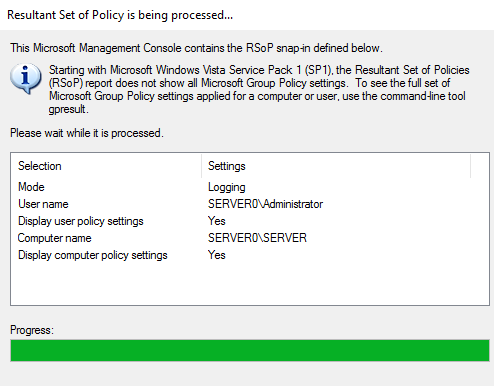 Resultant Set of Policy is being processed...
This Microsoft Management Console contains the RSoP snap-in defined below.
Starting with Microsoft Windows Vista Service Pack 1 (SP1), the Resultant Set of Policies
(RSoP) report does not show all Microsoft Group Policy settings.  To see the full set of
Microsoft Group Policy settings applied for a computer or user, use the command-line tool
gpresult.
Please wait while it is processed.
Selection Settings
Mode Logging
User name SERVER0\Administrator
Display user policy settings Yes
Computer name SERVER0\SERVER
Display computer policy settings Yes
Progress: